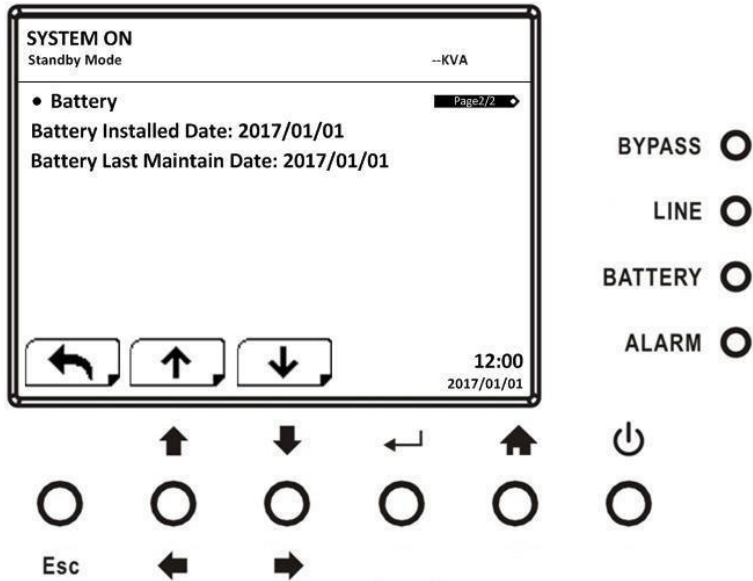 SYSTEM ON
Standby Mode
--KVA
• Battery
Page2/2
Battery Installed Date: 2017/01/01
Battery Last Maintain Date: 2017/01/01
12:00
2017/01/01
BYPASS
LINE
BATTERY
ALARM
Esc